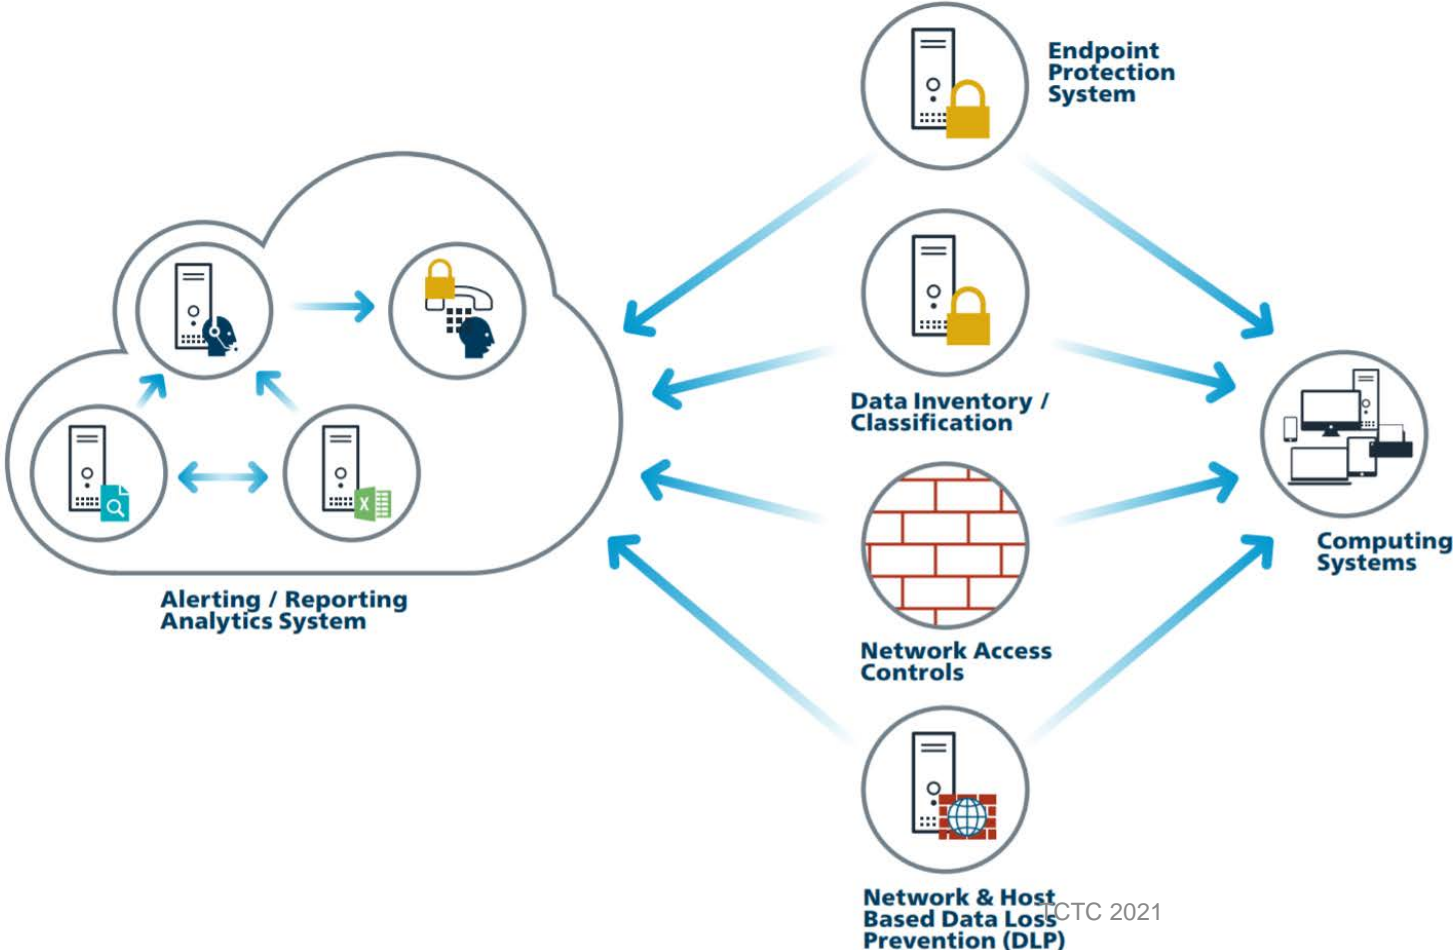 Endpoint
Protection
System
Data Inventory /
Classification
Computing
Systems
Alerting / Reporting
Analytics System
Network Access
Controls
X
Network & Host
Based Data Loss
Prevention (DLP)
TCTC 2021